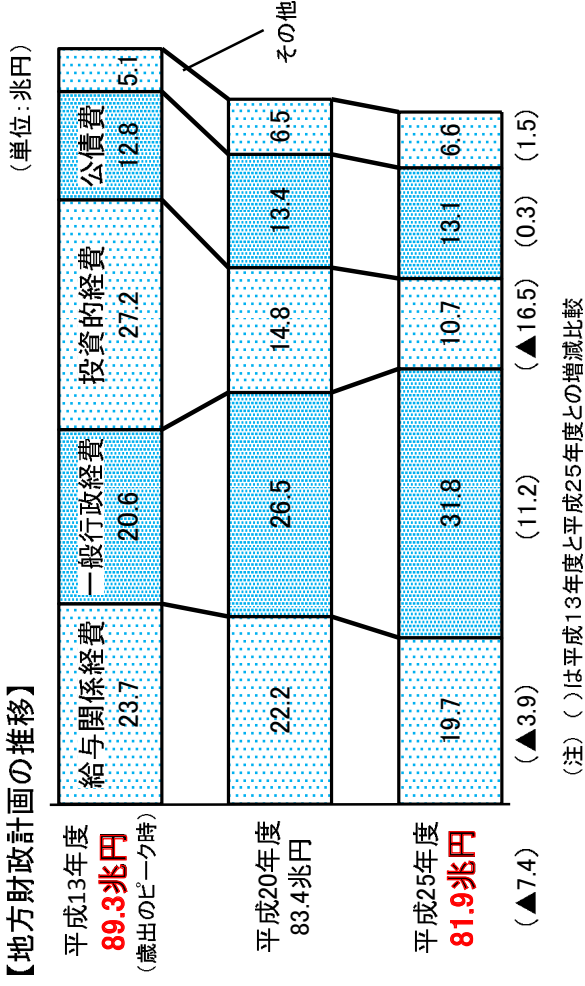 【地方財政計画の推移】
(単位:兆円)
平成13年度
89.3兆円
(歳出のピーク時)
給与関係経費
23.7
一般行政経費
20.6
投資的経費
27.2
公債費
12.8
5.1
その他
平成20年度
83.4兆円
22.2
26.5
14.8
13.4
6.5
平成25年度
81.9兆円
19.7
31.8
10.7
13.1
6.6
(▲7.4)
(▲3.9)
(11.2)
(▲16.5)
(0.3)
(1.5)
(注) ( )は平成13年度と平成25年度との増減比較